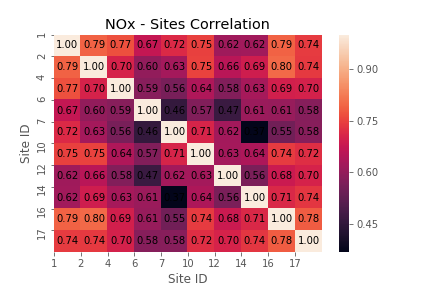 NOx - Sites Correlation
Site ID
1 1.00 0.79 0.77 0.67 0.72 0.75 0.62 0.62 0.79 0.74
2 0.79 1.00 0.70 0.60 0.63 0.75 0.66 0.69 0.80 0.74
4 0.77 0.70 1.00 0.59 0.56 0.64 0.58 0.63 0.69 0.70
6 0.67 0.60 0.59 1.00 0.46 0.57 0.47 0.61 0.61 0.58
7 0.72 0.63 0.56 0.46 1.00 0.71 0.62 0.55 0.58
10 0.75 0.75 0.64 0.57 0.71 1.00 0.63 0.64 0.74 0.72
12 0.62 0.66 0.58 0.47 0.62 0.63 1.00 0.56 0.68 0.70
14 0.62 0.69 0.63 0.61 0.64 0.56 1.00 0.71 0.74
16 0.79 0.80 0.69 0.61 0.55 0.74 0.68 0.71 1.00 0.78
17 0.74 0.74 0.70 0.58 0.58 0.72 0.70 0.74 0.78 1.00
1 2 4 6 7 10 12 14 16 17
Site ID
0.90
0.75
0.60
0.45